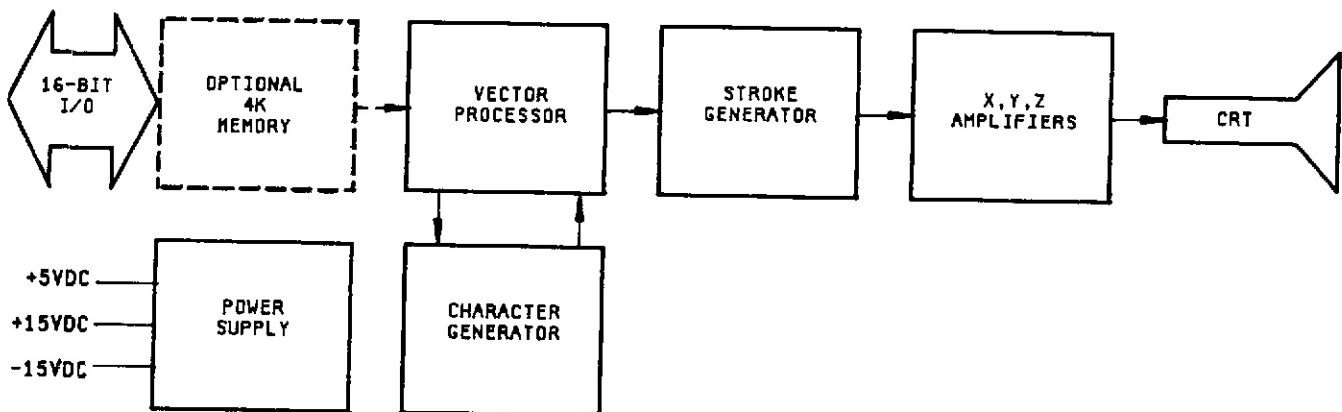 16-BIT
I/O
OPTIONAL
4K
MEMORY
VECTOR
PROCESSOR
STROKE
GENERATOR
X,Y,Z
AMPLIFIERS
CRT
+5VDC
+15VDC
-15VDC
POWER
SUPPLY
CHARACTER
GENERATOR